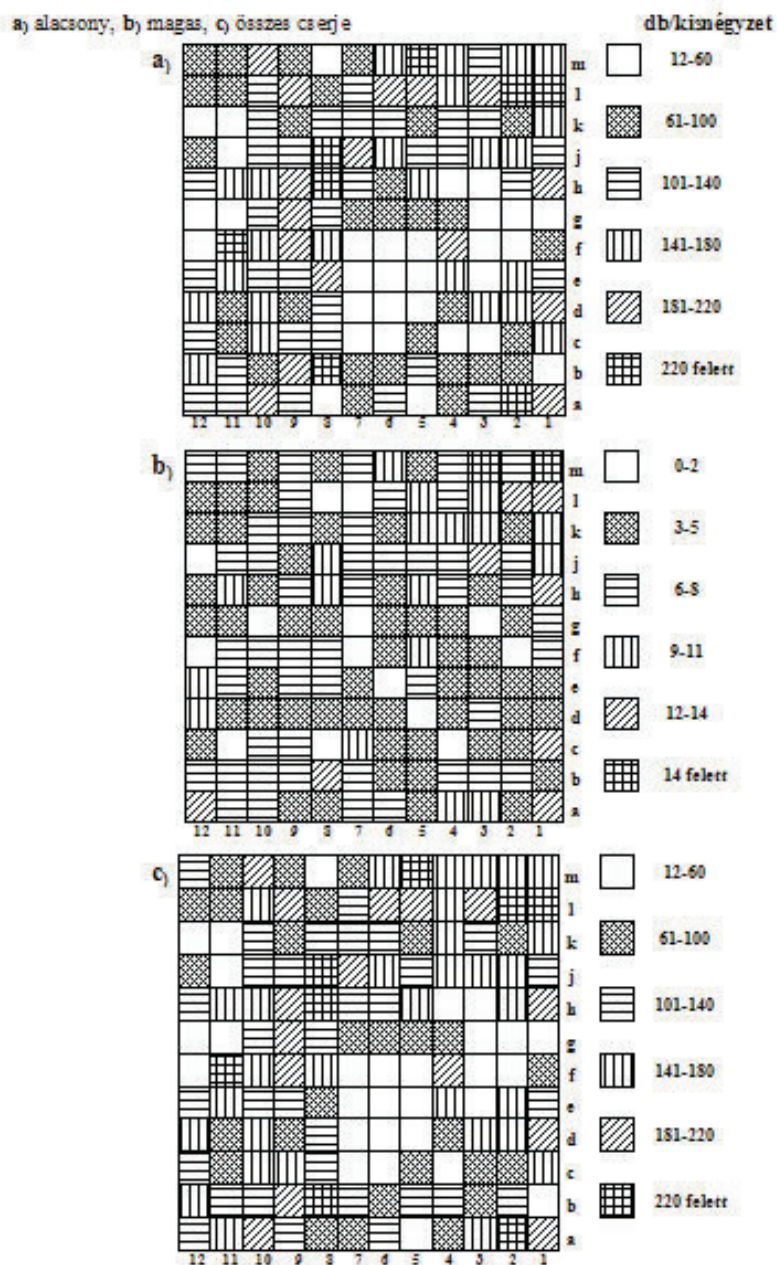 a) alacsony, b) magas, c) összes cserje db/kisnégyzet
a)
m
l
k
j
h
g
f
e
d
c
b
a
12 11 10 9 8 7 6 5 4 3 2 1
12-60
61-100
101-140
141-180
181-220
220 felett
b)
m
l
k
j
h
g
f
e
d
c
b
a
12 11 10 9 8 7 6 5 4 3 2 1
0-2
3-5
6-8
9-11
12-14
14 felett
c)
m
l
k
j
h
g
f
e
d
c
b
a
12 11 10 9 8 7 6 5 4 3 2 1
12-60
61-100
101-140
141-180
181-220
220 felett